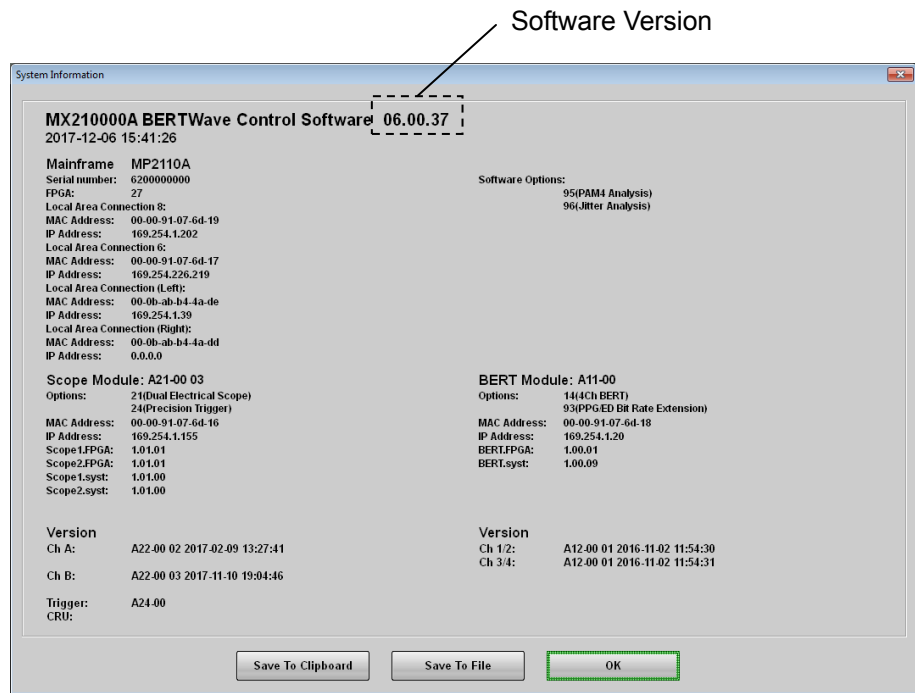 Software Version
System Information
MX210000A BERTWave Control Software 06.00.37
2017-12-06 15:41:26
Mainframe MP2110A
Serial number: 6200000000
FPGA: 27
Local Area Connection 8:
MAC Address: 00-00-91-07-6d-19
IP Address: 169.254.1.202
Local Area Connection 6:
MAC Address: 00-00-91-07-6d-17
IP Address: 169.254.226.219
Local Area Connection (Left):
MAC Address: 00-0b-ab-b4-4a-de
IP Address: 169.254.1.39
Local Area Connection (Right):
MAC Address: 00-0b-ab-b4-4a-dd
IP Address: 0.0.0.0
Software Options:
95(PAM4 Analysis)
96(Jitter Analysis)
Scope Module: A21-00 03
Options: 21(Dual Electrical Scope)
24(Precision Trigger)
MAC Address: 00-00-91-07-6d-16
IP Address: 169.254.1.155
Scope1.FPGA: 1.01.01
Scope2.FPGA: 1.01.01
Scope1.syst: 1.01.00
Scope2.syst: 1.01.00
BERT Module: A11-00
Options: 14(4Ch BERT)
93(PPG/ED Bit Rate Extension)
MAC Address: 00-00-91-07-6d-18
IP Address: 169.254.1.20
BERT.FPGA: 1.00.01
BERT.syst: 1.00.09
Version
Ch A: A22-00 02 2017-02-09 13:27:41
Ch B: A22-00 03 2017-11-10 19:04:46
Trigger: A24-00
CRU:
Version
Ch 1/2: A12-00 01 2016-11-02 11:54:30
Ch 3/4: A12-00 01 2016-11-02 11:54:31
Save To Clipboard
Save To File
OK